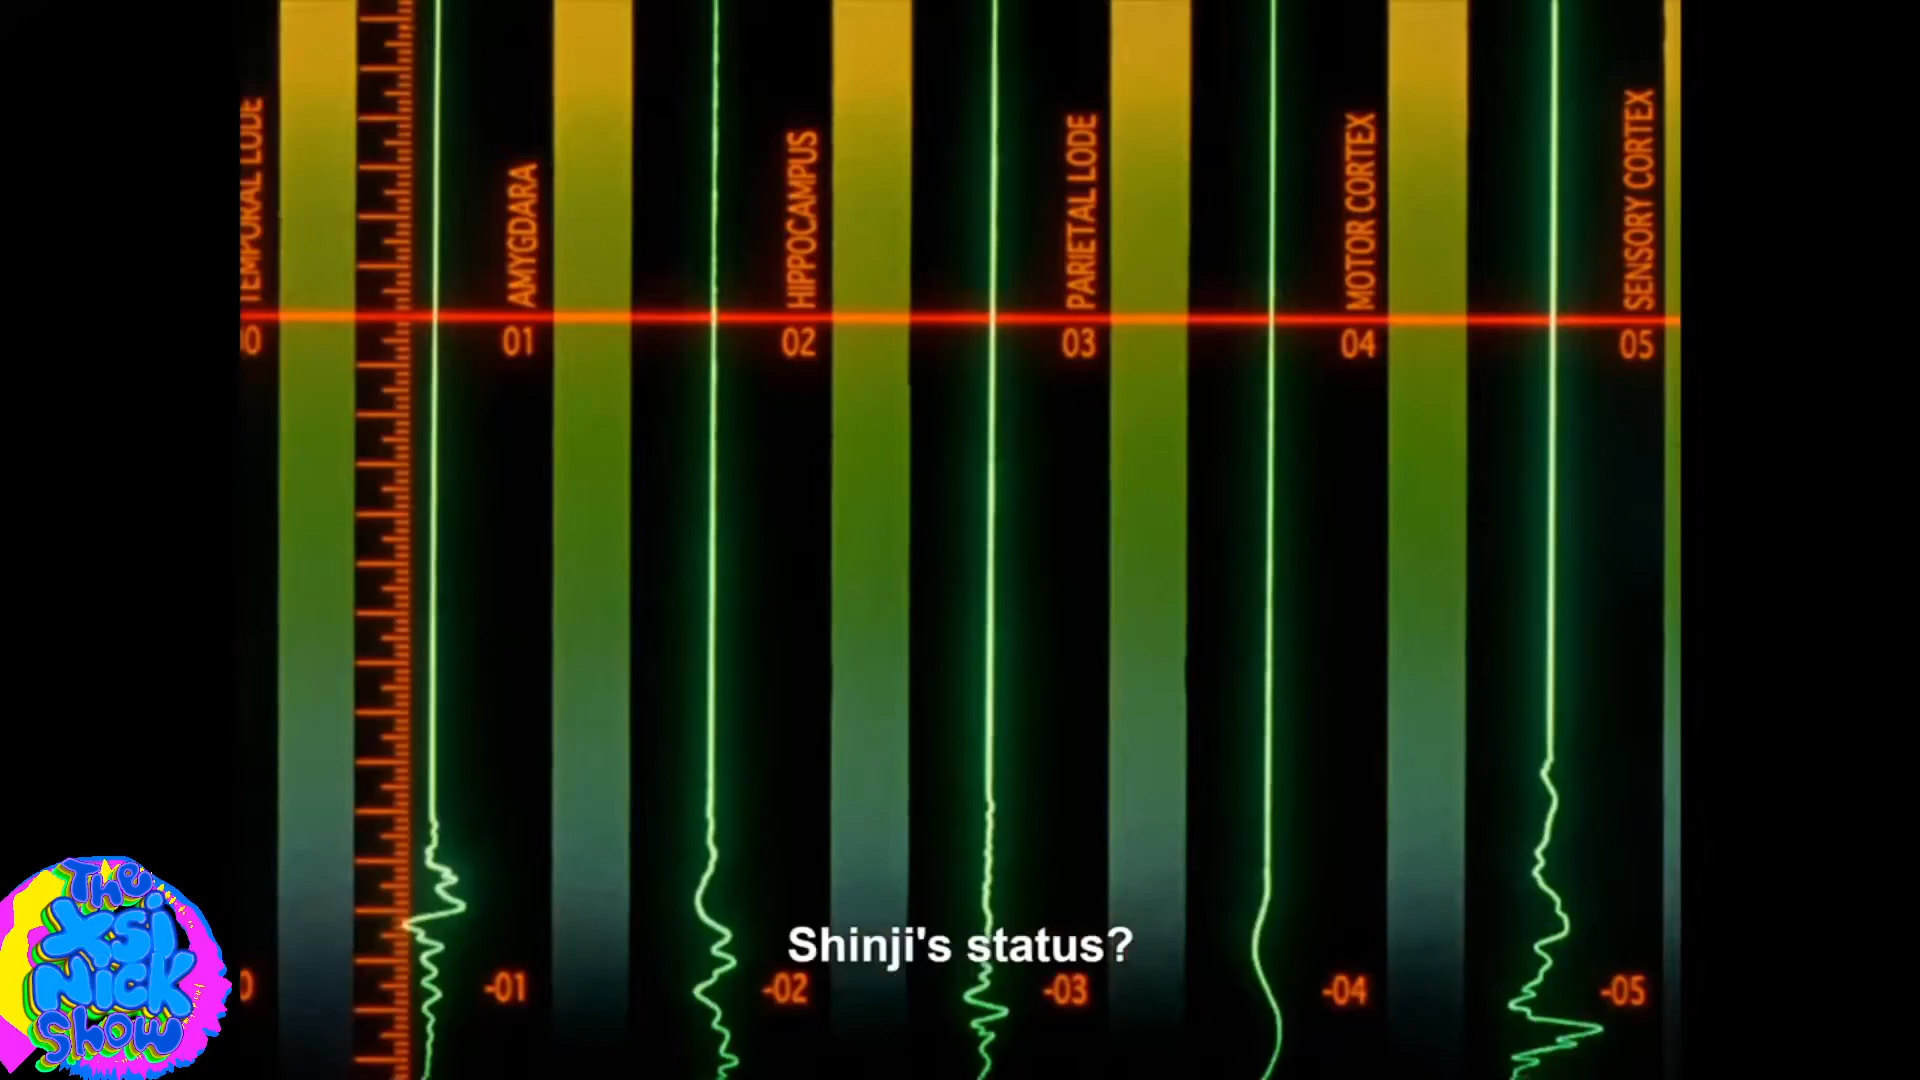 TEMPORAL LODE
AMYGDARA
HIPPOCAMPUS
PARIETAL LODE
MOTOR CORTEX
SENSORY CORTEX
00
01
02
03
04
05
Shinji's status?
0
-01
-02
-03
-04
-05
The
XSI
NICK
Show